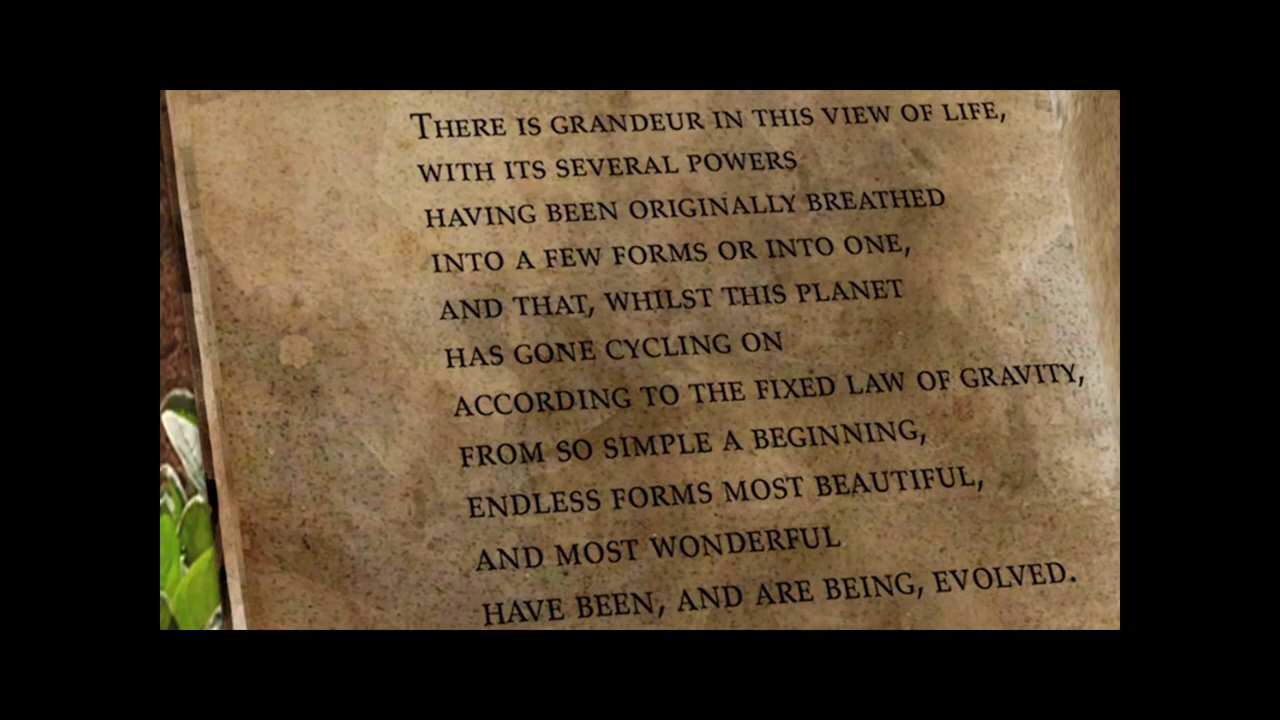 There is grandeur in this view of life,
with its several powers
having been originally breathed
into a few forms or into one,
and that, whilst this planet
has gone cycling on
according to the fixed law of gravity,
from so simple a beginning,
endless forms most beautiful,
and most wonderful
have been, and are being, evolved.